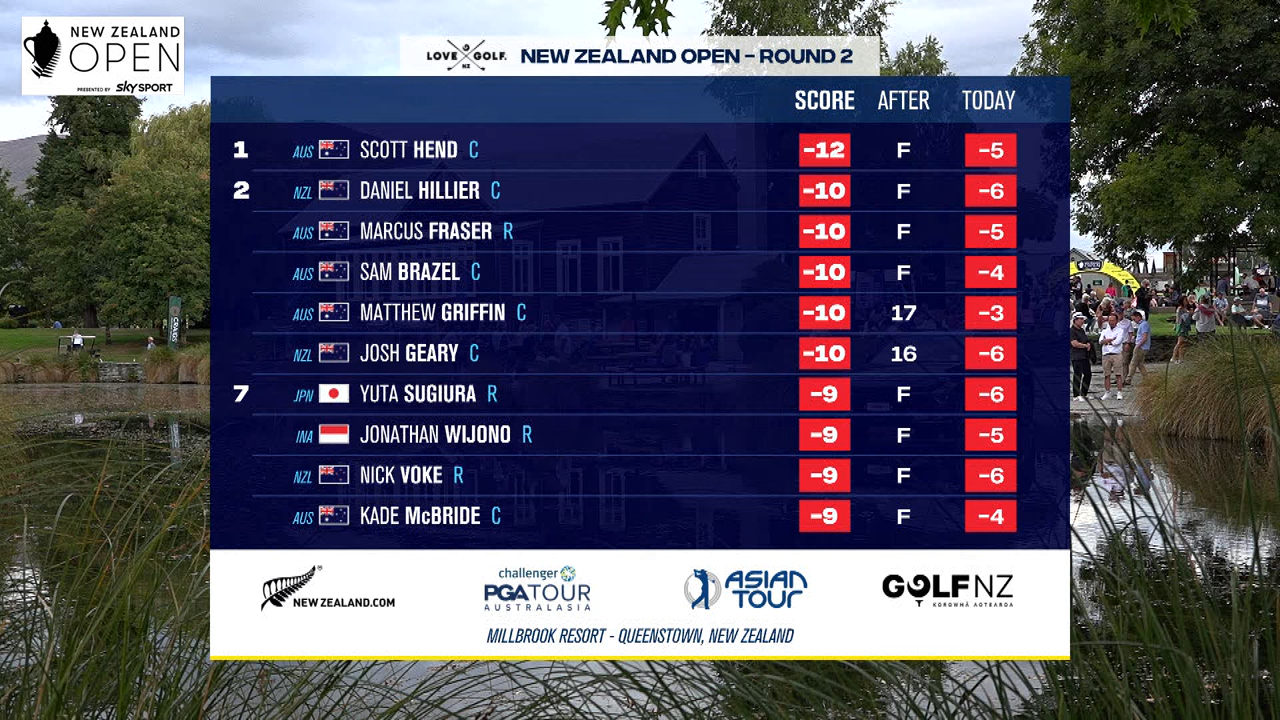 NEW ZEALAND
OPEN
PRESENTED BY sky SPORT
LOVE GOLF. NZ
NEW ZEALAND OPEN – ROUND 2
SCORE AFTER TODAY
1 AUS SCOTT HEND C -12 F -5
2 NZL DANIEL HILLIER C -10 F -6
AUS MARCUS FRASER R -10 F -5
AUS SAM BRAZEL C -10 F -4
AUS MATTHEW GRIFFIN C -10 17 -3
NZL JOSH GEARY C -10 16 -6
7 JPN YUTA SUGIURA R -9 F -6
INA JONATHAN WIJONO R -9 F -5
NZL NICK VOKE R -9 F -6
AUS KADE McBRIDE C -9 F -4
NEWZEALAND.COM
challenger
PGA TOUR
AUSTRALASIA
ASIAN
TOUR
GOLF NZ
KOROWHĀ AOTEAROA
MILLBROOK RESORT - QUEENSTOWN, NEW ZEALAND